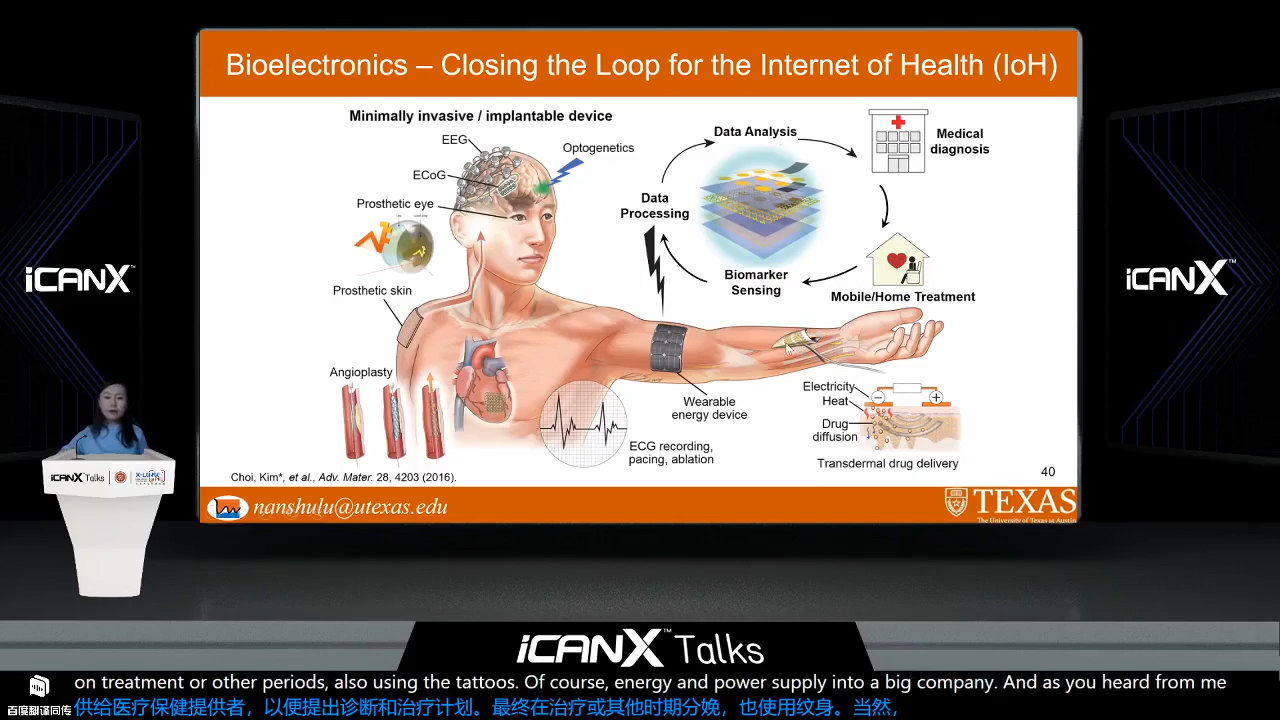 Bioelectronics – Closing the Loop for the Internet of Health (IoH)
Minimally invasive / implantable device
EEG
Optogenetics
ECoG
Prosthetic eye
Prosthetic skin
Angioplasty
Data Analysis
Medical
diagnosis
Data
Processing
Biomarker
Sensing
Mobile/Home Treatment
Wearable
energy device
ECG recording,
pacing, ablation
Electricity
Heat
Drug
diffusion
Transdermal drug delivery
Choi, Kim*, et al., Adv. Mater. 28, 4203 (2016).
40
nanshulu@utexas.edu
TEXAS
The University of Texas at Austin
iCANX™
iCANX™
iCANX Talks
iCANX™ Talks
on treatment or other periods, also using the tattoos. Of course, energy and power supply into a big company. And as you heard from me
供给医疗保健提供者，以便提出诊断和治疗计划。最终在治疗或其他时期分娩，也使用纹身。当然，
百度翻译同传